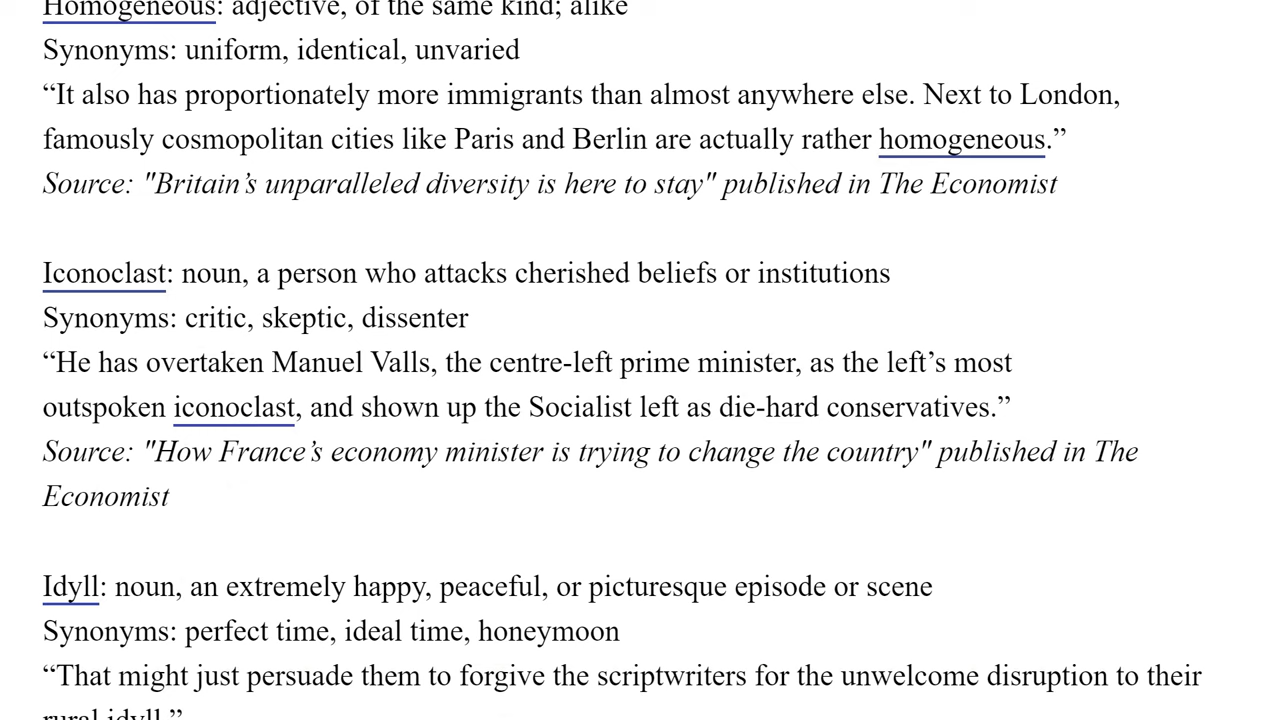 Homogeneous: adjective, of the same kind; alike
Synonyms: uniform, identical, unvaried
“It also has proportionately more immigrants than almost anywhere else. Next to London,
famously cosmopolitan cities like Paris and Berlin are actually rather homogeneous.”
Source: "Britain’s unparalleled diversity is here to stay" published in The Economist
Iconoclast: noun, a person who attacks cherished beliefs or institutions
Synonyms: critic, skeptic, dissenter
“He has overtaken Manuel Valls, the centre-left prime minister, as the left’s most
outspoken iconoclast, and shown up the Socialist left as die-hard conservatives.”
Source: "How France’s economy minister is trying to change the country" published in The
Economist
Idyll: noun, an extremely happy, peaceful, or picturesque episode or scene
Synonyms: perfect time, ideal time, honeymoon
“That might just persuade them to forgive the scriptwriters for the unwelcome disruption to their
rural idyll.”